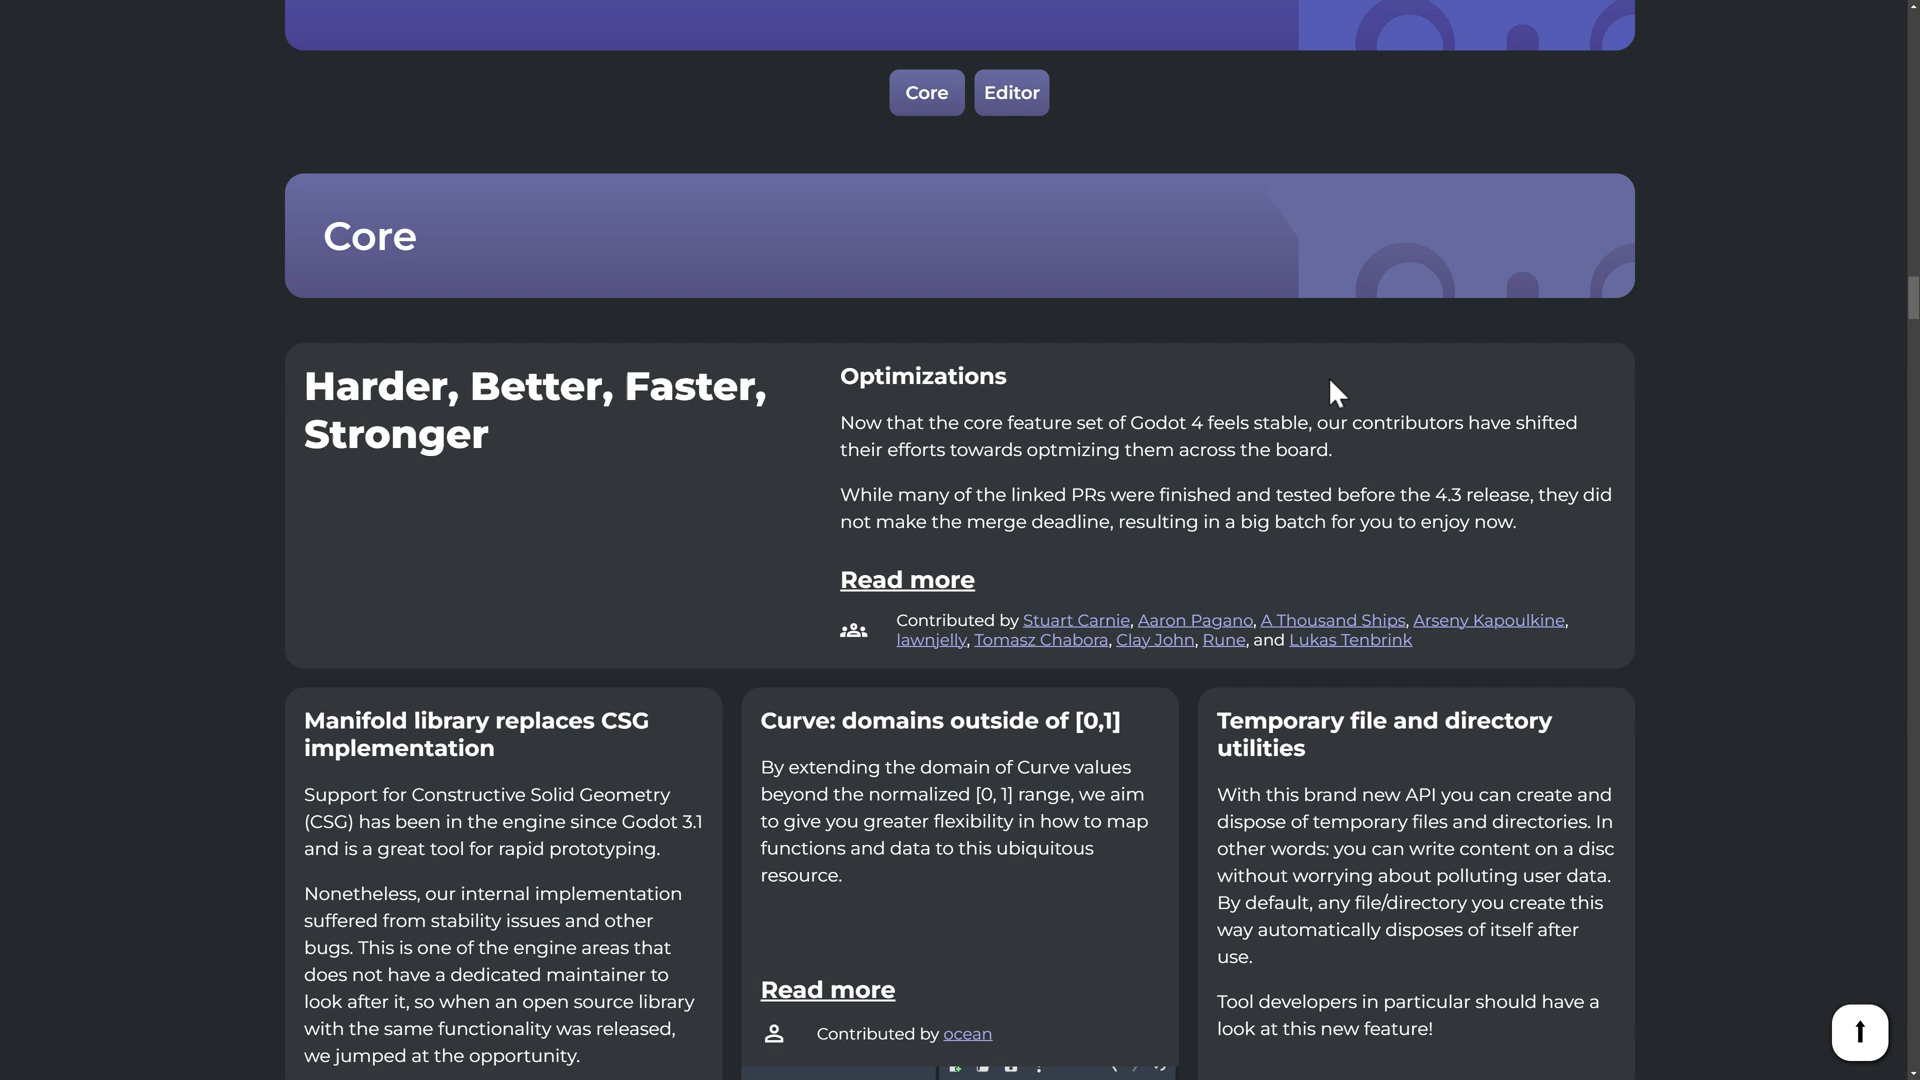 Core
Editor
Core
Harder, Better, Faster,
Stronger
Optimizations
Now that the core feature set of Godot 4 feels stable, our contributors have shifted
their efforts towards optmizing them across the board.
While many of the linked PRs were finished and tested before the 4.3 release, they did
not make the merge deadline, resulting in a big batch for you to enjoy now.
Read more
Contributed by Stuart Carnie, Aaron Pagano, A Thousand Ships, Arseny Kapoulkine,
lawnjelly, Tomasz Chabora, Clay John, Rune, and Lukas Tenbrink
Manifold library replaces CSG
implementation
Support for Constructive Solid Geometry
(CSG) has been in the engine since Godot 3.1
and is a great tool for rapid prototyping.
Nonetheless, our internal implementation
suffered from stability issues and other
bugs. This is one of the engine areas that
does not have a dedicated maintainer to
look after it, so when an open source library
with the same functionality was released,
we jumped at the opportunity.
Curve: domains outside of [0,1]
By extending the domain of Curve values
beyond the normalized [0, 1] range, we aim
to give you greater flexibility in how to map
functions and data to this ubiquitous
resource.
Read more
Contributed by ocean
Temporary file and directory
utilities
With this brand new API you can create and
dispose of temporary files and directories. In
other words: you can write content on a disc
without worrying about polluting user data.
By default, any file/directory you create this
way automatically disposes of itself after
use.
Tool developers in particular should have a
look at this new feature!